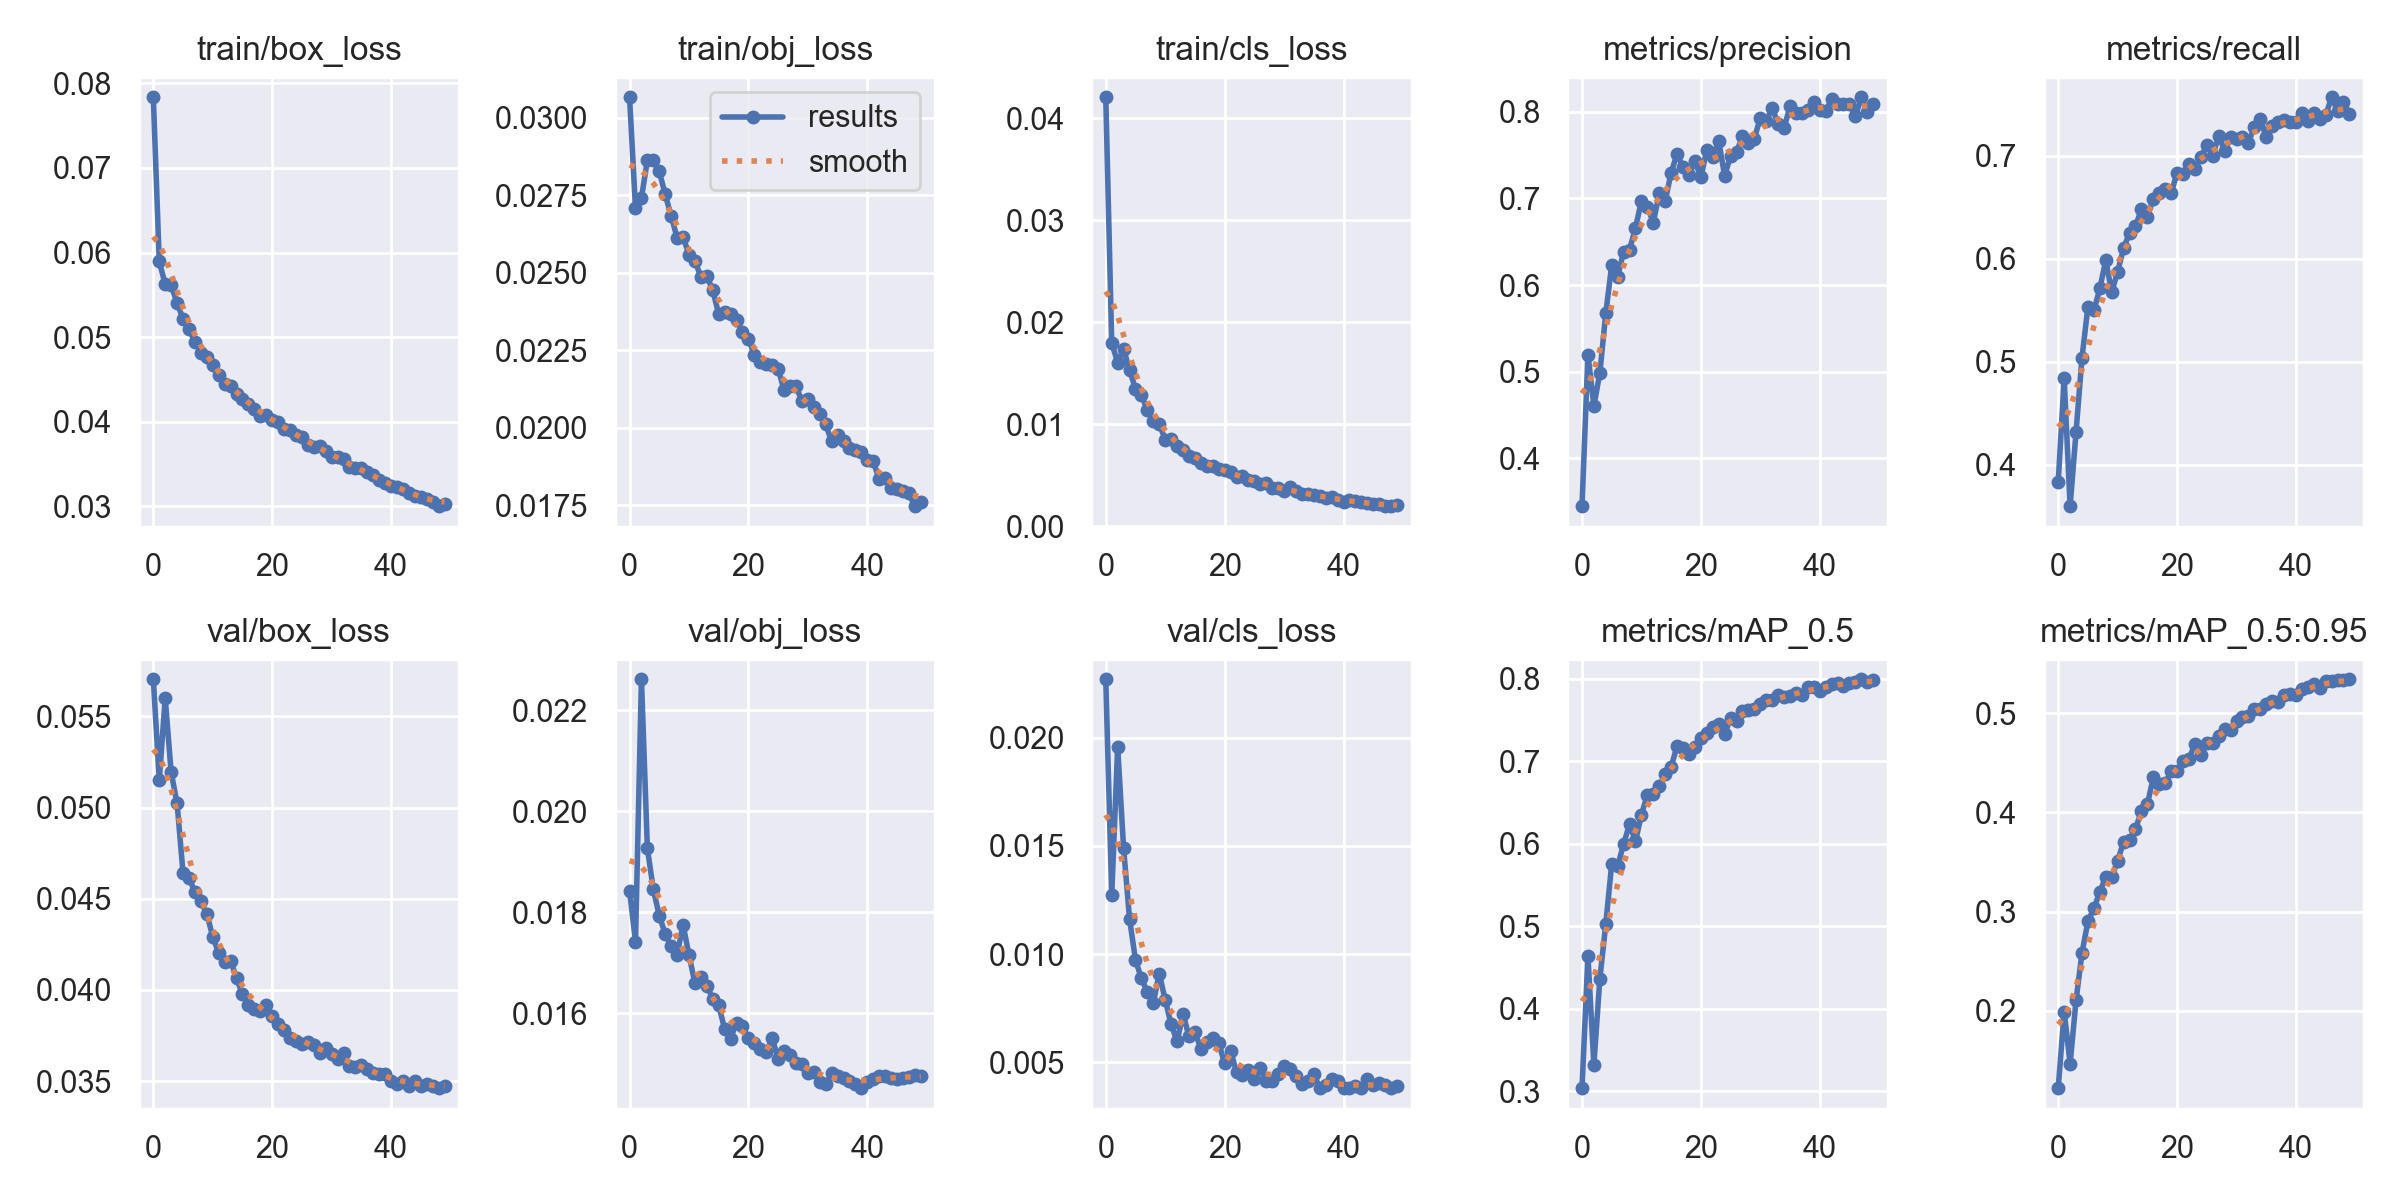 train/box_loss
0.08
0.07
0.06
0.05
0.04
0.03
0 20 40
train/obj_loss
results
smooth
0.0300
0.0275
0.0250
0.0225
0.0200
0.0175
0 20 40
train/cls_loss
0.04
0.03
0.02
0.01
0.00
0 20 40
metrics/precision
0.8
0.7
0.6
0.5
0.4
0 20 40
metrics/recall
0.7
0.6
0.5
0.4
0 20 40
val/box_loss
0.055
0.050
0.045
0.040
0.035
0 20 40
val/obj_loss
0.022
0.020
0.018
0.016
0 20 40
val/cls_loss
0.020
0.015
0.010
0.005
0 20 40
metrics/mAP_0.5
0.8
0.7
0.6
0.5
0.4
0.3
0 20 40
metrics/mAP_0.5:0.95
0.5
0.4
0.3
0.2
0 20 40